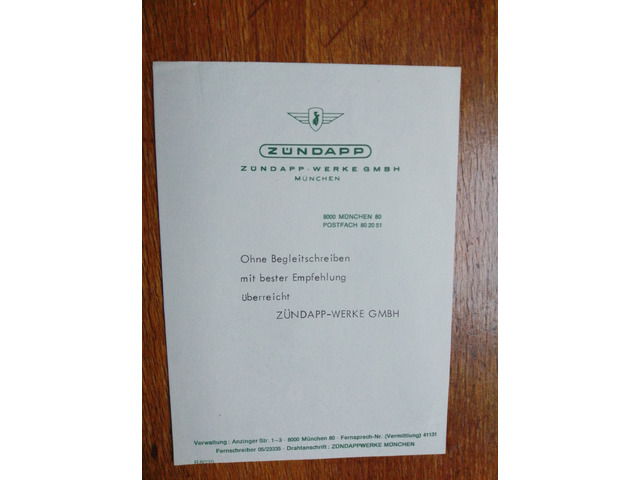 ZÜNDAPP
ZÜNDAPP-WERKE GMBH
MÜNCHEN
8000 MÜNCHEN 80
POSTFACH 80 20 51
Ohne Begleitschreiben
mit bester Empfehlung
überreicht
ZÜNDAPP-WERKE GMBH
Verwaltung: Anzinger Str. 1-3 · 8000 München 80 · Fernsprech-Nr. (Vermittlung) 41131
Fernschreiber 05/23335 · Drahtanschrift: ZÜNDAPPWERKE MÜNCHEN